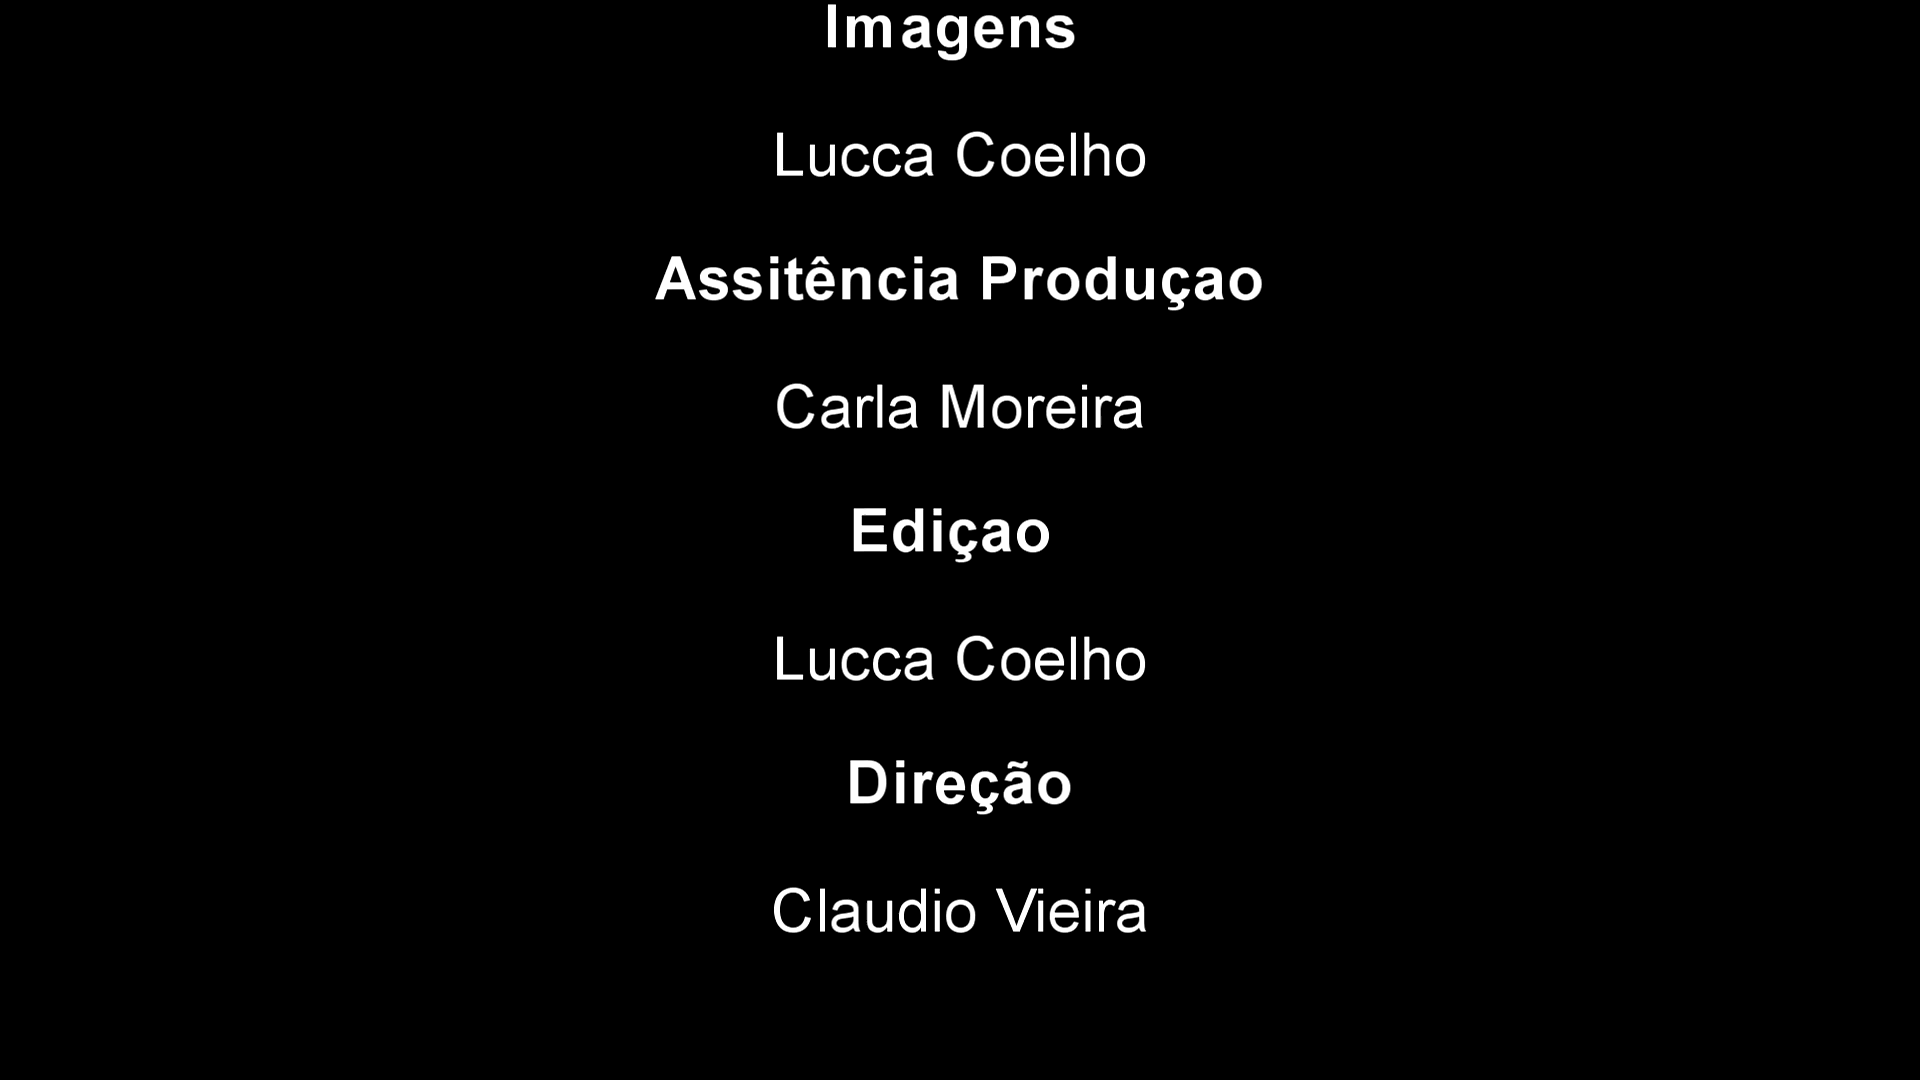 Imagens
Lucca Coelho
Assitência Produçao
Carla Moreira
Ediçao
Lucca Coelho
Direção
Claudio Vieira